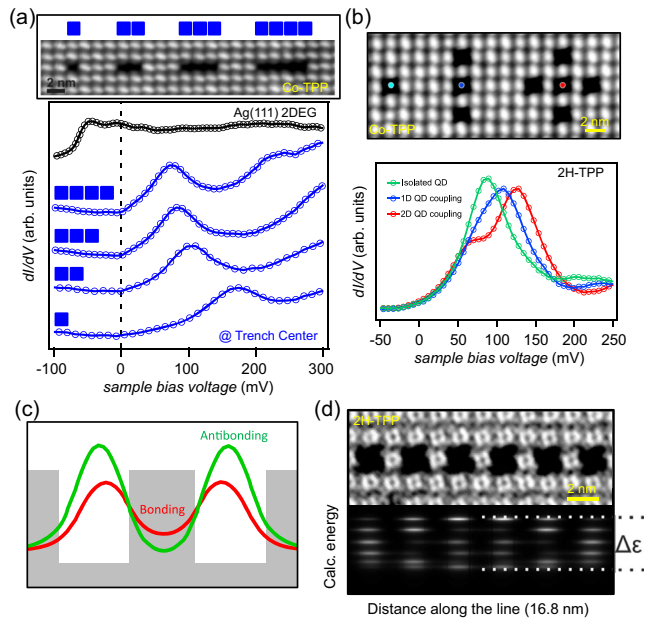 (a)
2 nm
Co-TPP
Ag(111) 2DEG
dI/dV (arb. units)
@ Trench Center
-100
0
100
200
300
sample bias voltage (mV)
(b)
Co-TPP
2 nm
2H-TPP
Isolated QD
1D QD coupling
2D QD coupling
dI/dV (arb. units)
-50
0
50
100
150
200
250
sample bias voltage (mV)
(c)
Antibonding
Bonding
(d)
2H-TPP
2 nm
Calc. energy
Δε
Distance along the line (16.8 nm)